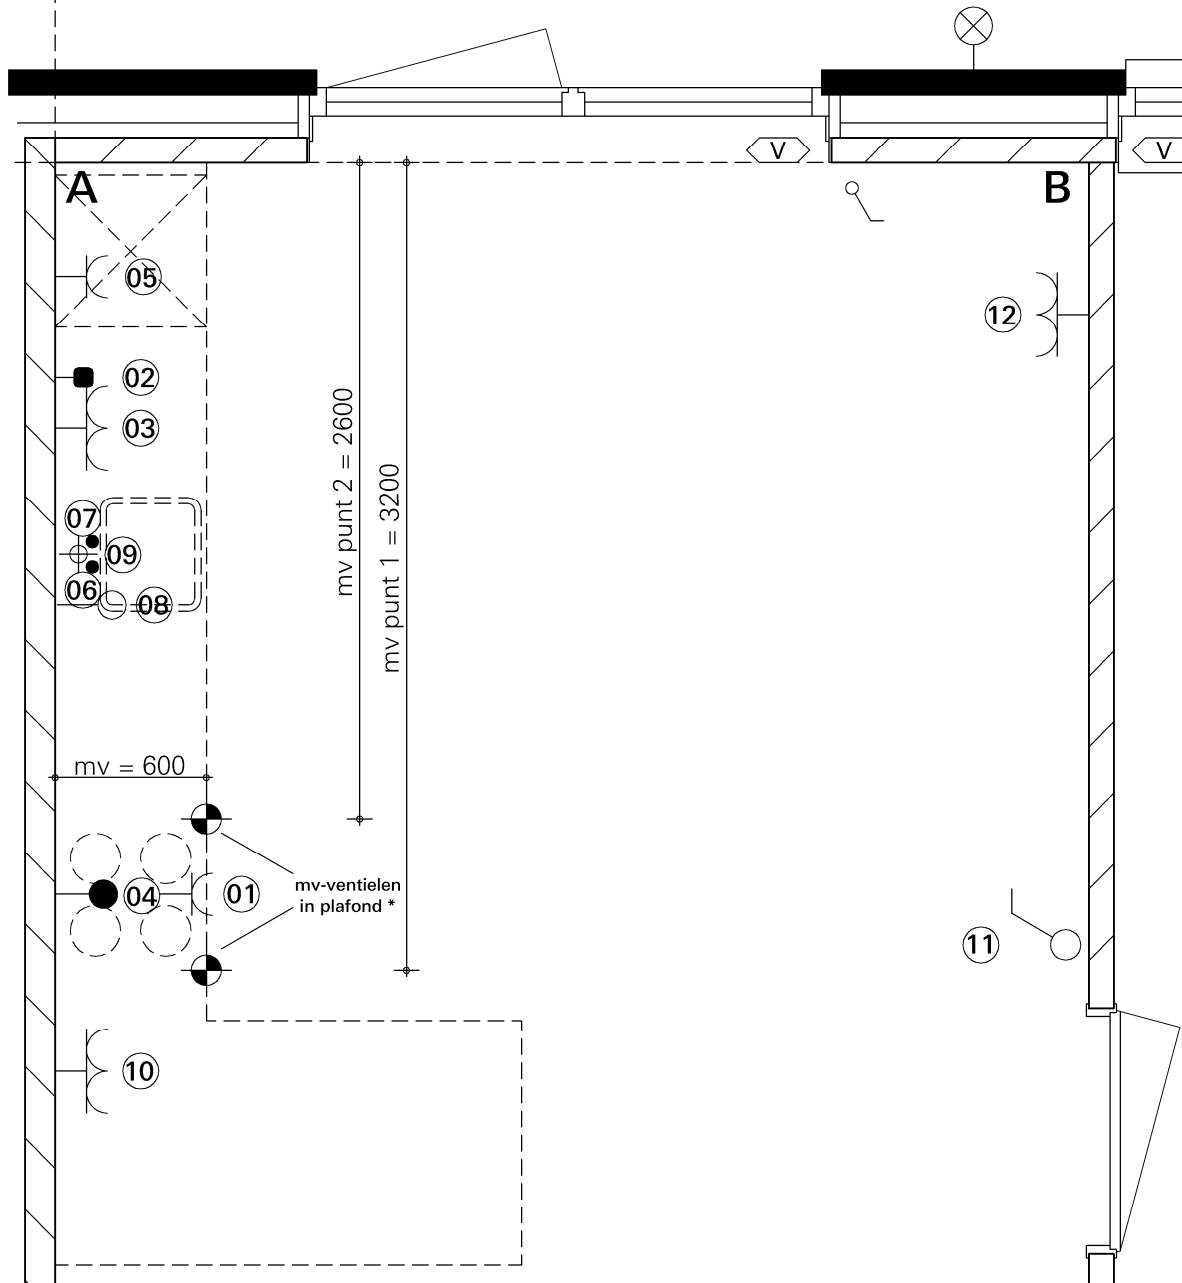 V
V
A
B
05
12
02
03
mv punt 2 = 2600
mv punt 1 = 3200
07
09
06
08
mv = 600
mv-ventielen
in plafond *
04
01
11
10